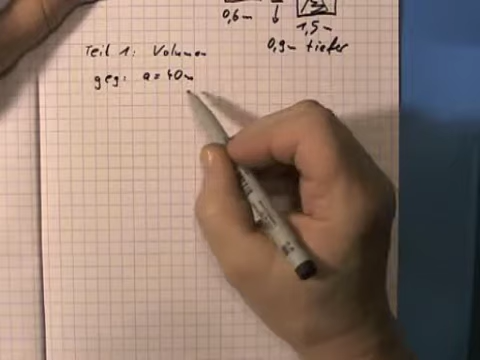 0,6m
1,5m
0,9m tiefer
Teil 1: Volumen
geg: a = 40m